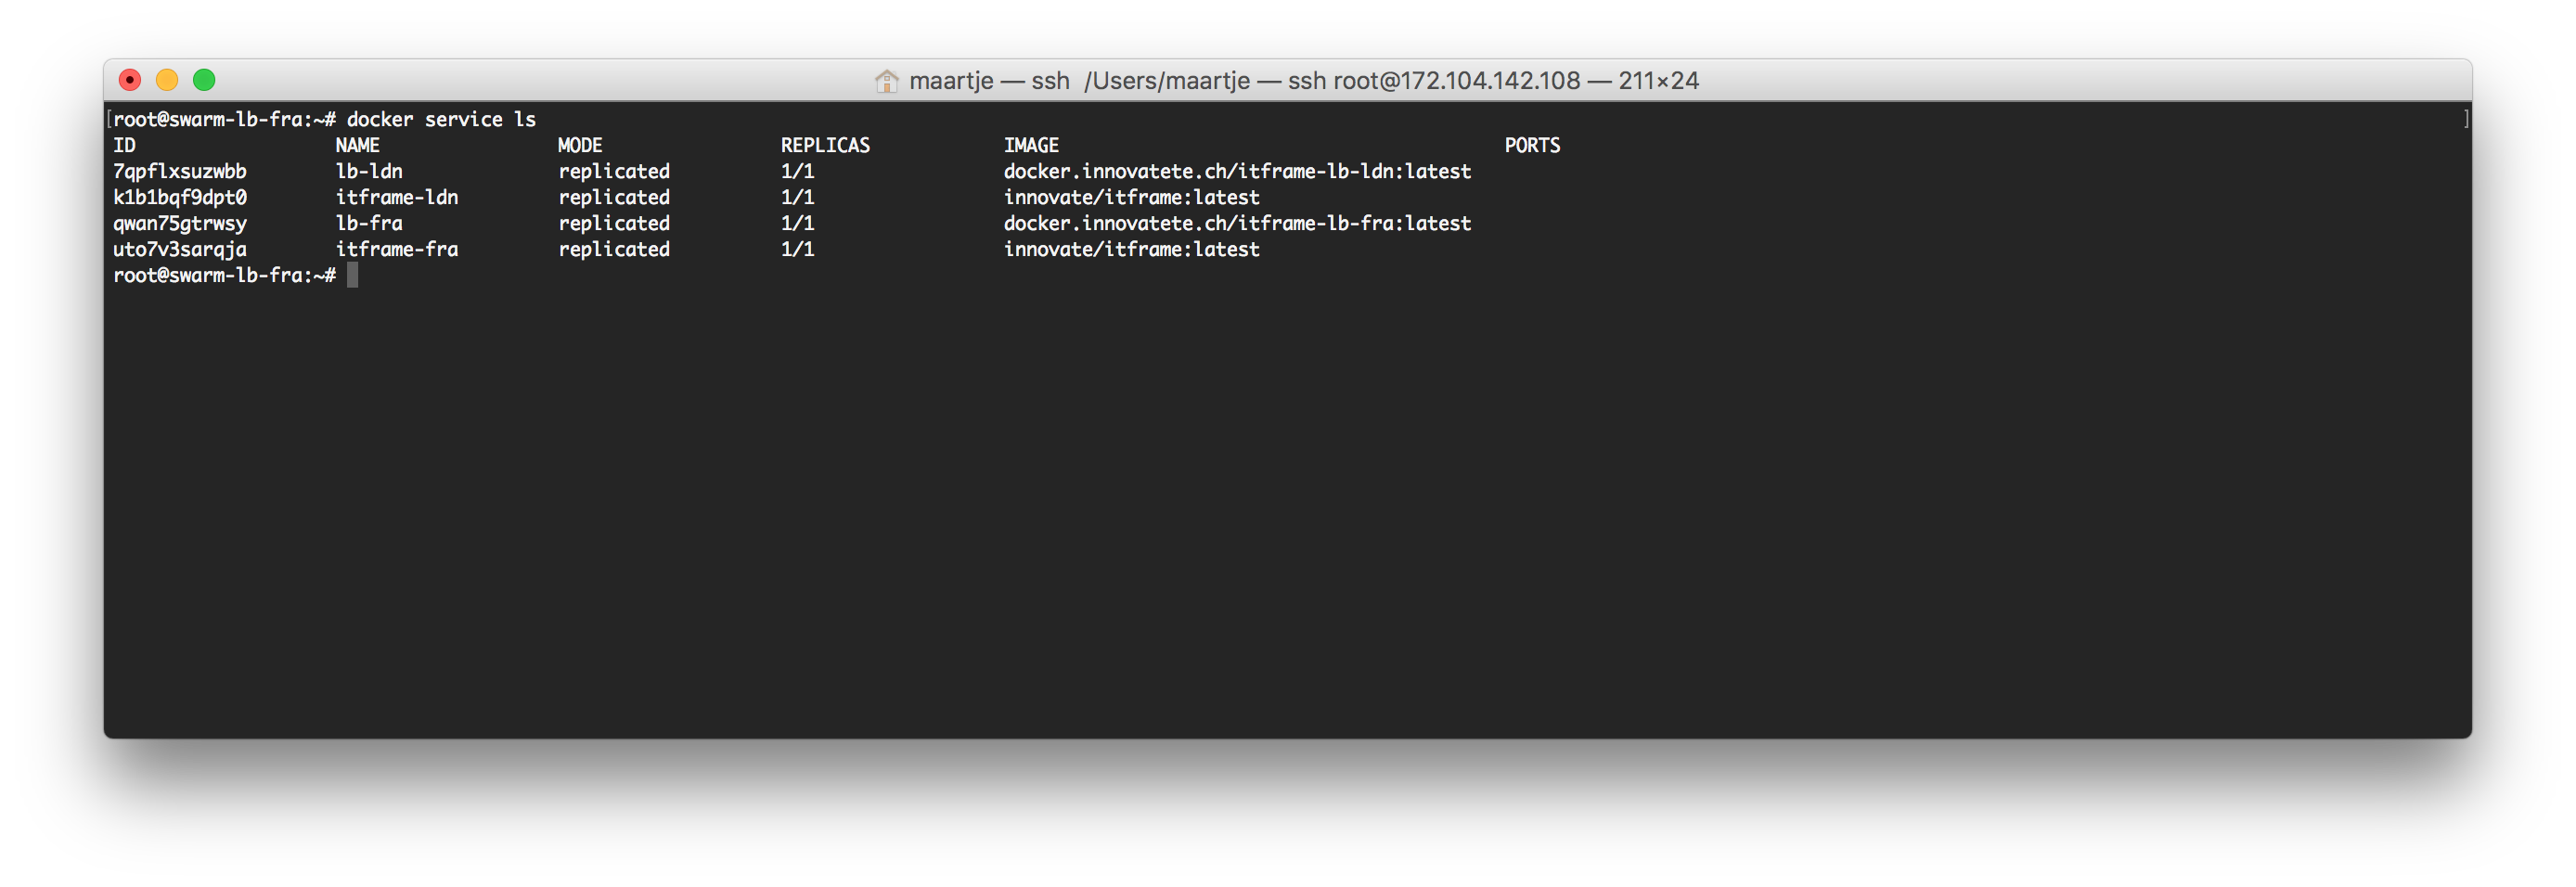 maartje — ssh /Users/maartje — ssh root@172.104.142.108 — 211×24
[root@swarm-lb-fra:~# docker service ls ]
ID NAME MODE REPLICAS IMAGE PORTS
7qpflxsuzwbb lb-ldn replicated 1/1 docker.innovatete.ch/itframe-lb-ldn:latest
k1b1bqf9dpt0 itframe-ldn replicated 1/1 innovate/itframe:latest
qwan75gtrwsy lb-fra replicated 1/1 docker.innovatete.ch/itframe-lb-fra:latest
uto7v3sarqja itframe-fra replicated 1/1 innovate/itframe:latest
root@swarm-lb-fra:~#